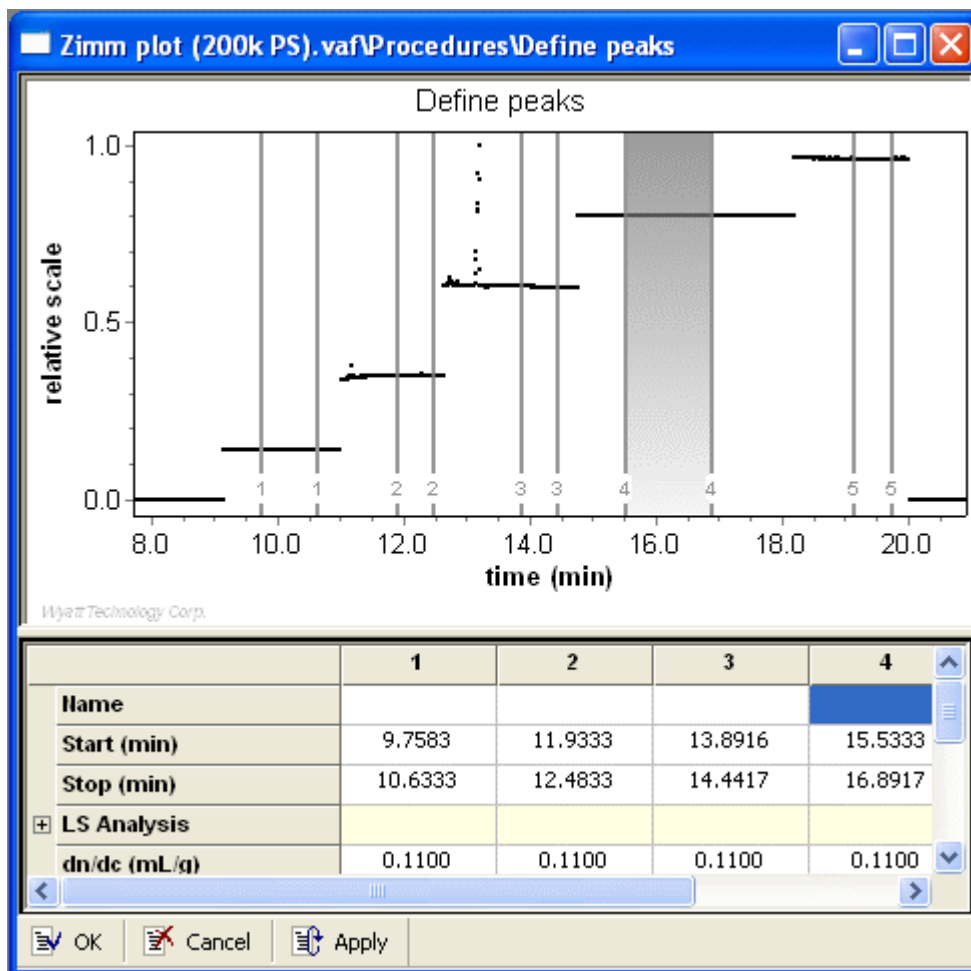 Zimm plot (200k PS).vaf\Procedures\Define peaks
Define peaks
1.0
0.5
0.0
relative scale
1 1 2 2 3 3 4 4 5 5
8.0 10.0 12.0 14.0 16.0 18.0 20.0
time (min)
Wyatt Technology Corp.
1 2 3 4
Name
Start (min) 9.7583 11.9333 13.8916 15.5333
Stop (min) 10.6333 12.4833 14.4417 16.8917
LS Analysis
dn/dc (mL/g) 0.1100 0.1100 0.1100 0.1100
OK Cancel Apply